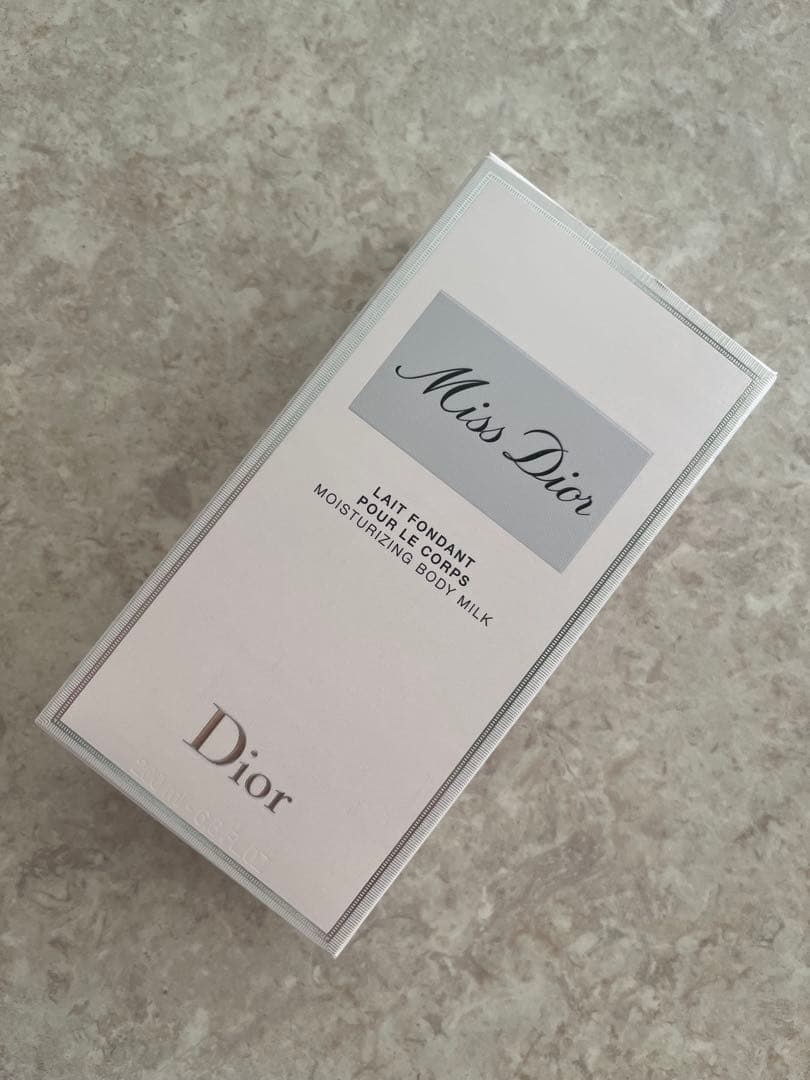 Miss Dior
LAIT FONDANT
POUR LE CORPS
MOISTURIZING BODY MILK
Dior